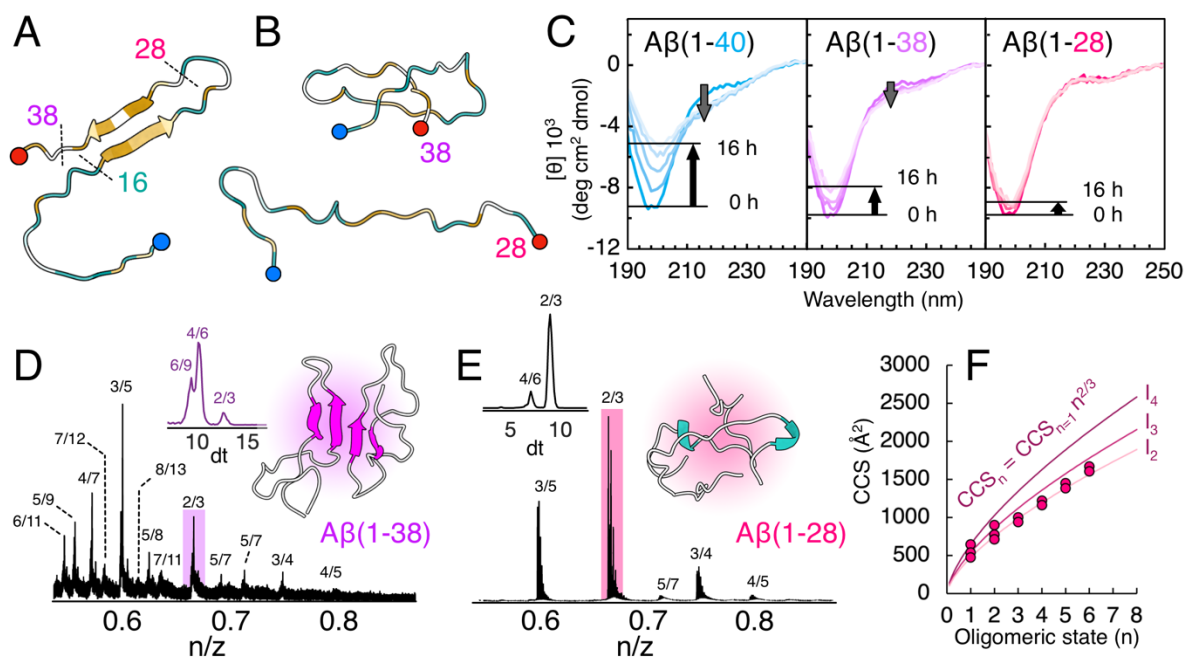 A
28
38
16
B
38
28
C
Aβ(1-40)
Aβ(1-38)
Aβ(1-28)
[θ] 10³
(deg cm² dmol)
0
-4
-8
-12
16 h
0 h
16 h
0 h
16 h
0 h
190 210 230 190 210 230 190 210 230 250
Wavelength (nm)
D
4/6
6/9
2/3
10 15
dt
3/5
7/12
4/7
5/9
6/11
8/13
5/8
7/11
2/3
5/7
5/7
3/4
4/5
Aβ(1-38)
0.6 0.7 0.8
n/z
E
2/3
4/6
5 10
dt
3/5
2/3
5/7
3/4
4/5
Aβ(1-28)
0.6 0.7 0.8
n/z
F
CCS (Å²)
3000
2500
2000
1500
1000
500
0
CCSₙ = CCSₙ₌₁ n²ᐟ³
I₄
I₃
I₂
0 1 2 3 4 5 6 7 8
Oligomeric state (n)